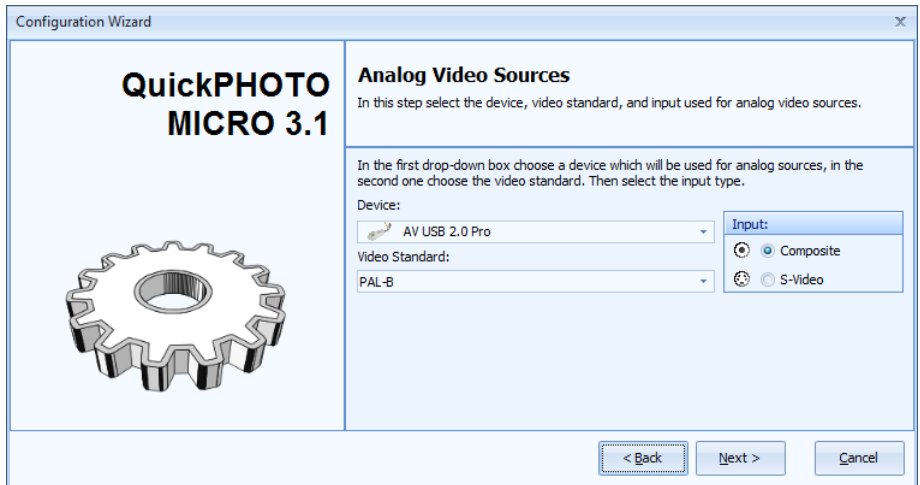 Configuration Wizard
QuickPHOTO
MICRO 3.1
Analog Video Sources
In this step select the device, video standard, and input used for analog video sources.
In the first drop-down box choose a device which will be used for analog sources, in the
second one choose the video standard. Then select the input type.
Device:
AV USB 2.0 Pro
Video Standard:
PAL-B
Input:
Composite
S-Video
< Back
Next >
Cancel